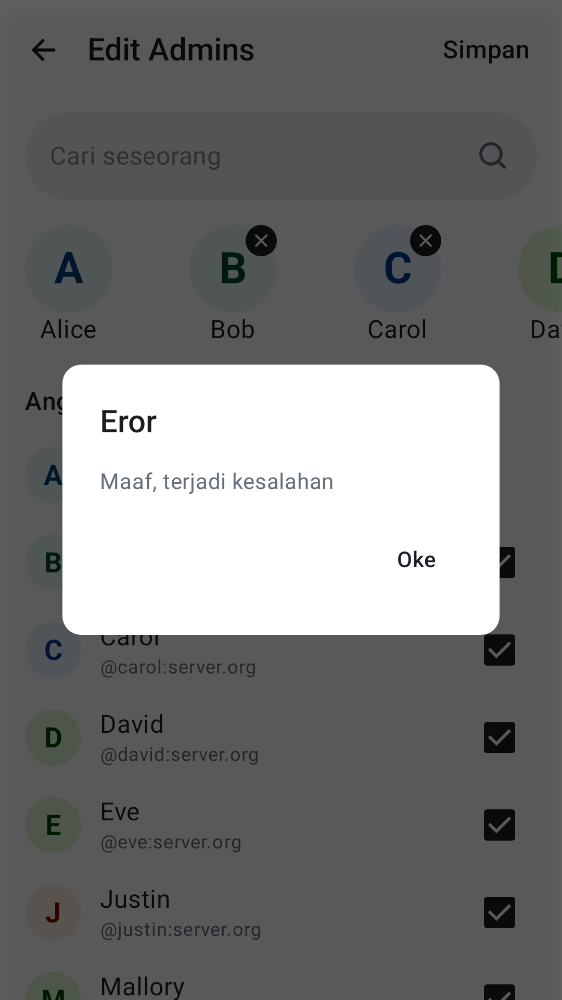 Edit Admins
Simpan
Cari seseorang
A
B
C
D
Alice
Bob
Carol
Da
Ang
Eror
Maaf, terjadi kesalahan
Oke
A
B
C
Carol
@carol:server.org
D
David
@david:server.org
E
Eve
@eve:server.org
J
Justin
@justin:server.org
M
Mallory